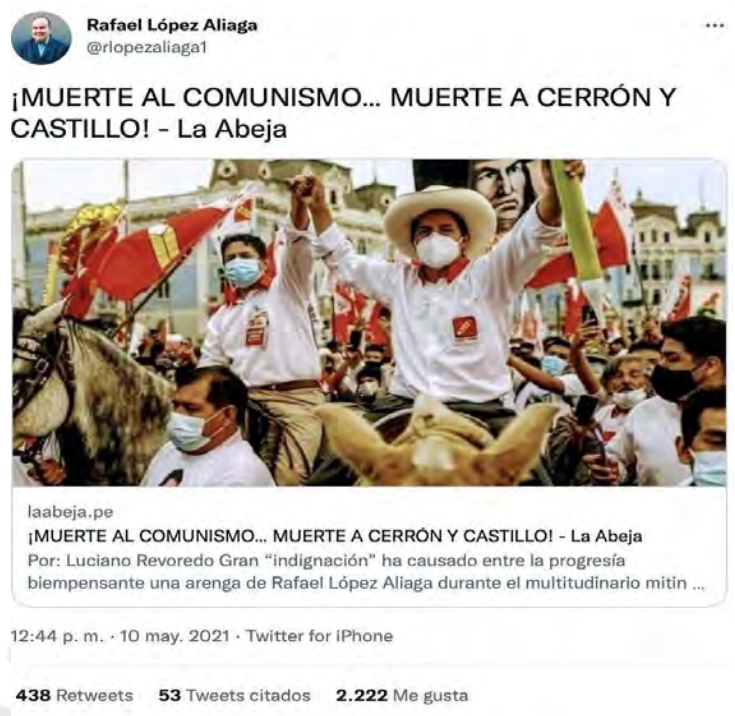 Rafael López Aliaga
@rlopezaliaga1
¡MUERTE AL COMUNISMO... MUERTE A CERRÓN Y
CASTILLO! - La Abeja
laabeja.pe
¡MUERTE AL COMUNISMO... MUERTE A CERRÓN Y CASTILLO! - La Abeja
Por: Luciano Revoredo Gran “indignación” ha causado entre la progresía
biempensante una arenga de Rafael López Aliaga durante el multitudinario mitin ...
12:44 p. m. · 10 may. 2021 · Twitter for iPhone
438 Retweets 53 Tweets citados 2.222 Me gusta